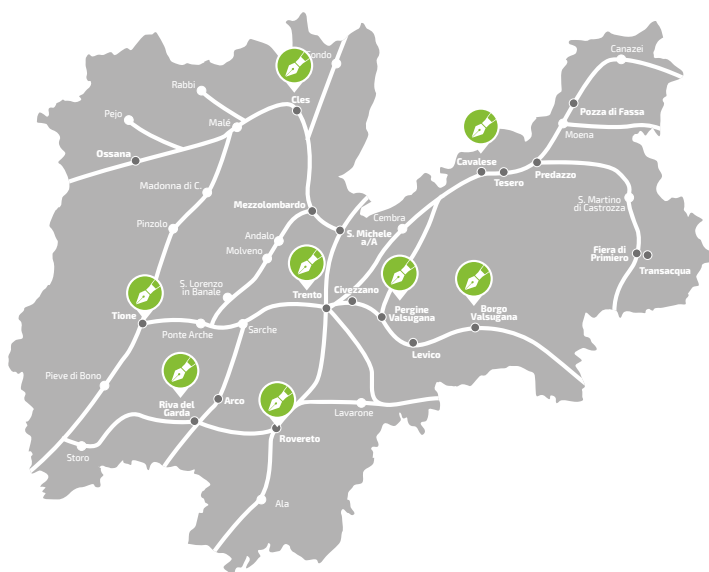 Canazei
Fondo
Rabbi
Cles
Pejo
Malé
Pozza di Fassa
Moena
Ossana
Cavalese
Tesero
Predazzo
Madonna di C.
S. Martino
di Castrozza
Mezzolombardo
Cembra
Pinzolo
Andalo
S. Michele
a/A
Molveno
Fiera di
Primiero
Transacqua
S. Lorenzo
in Banale
Trento
Civezzano
Pergine
Valsugana
Borgo
Valsugana
Tione
Ponte Arche
Sarche
Levico
Pieve di Bono
Riva del
Garda
Arco
Lavarone
Rovereto
Storo
Ala